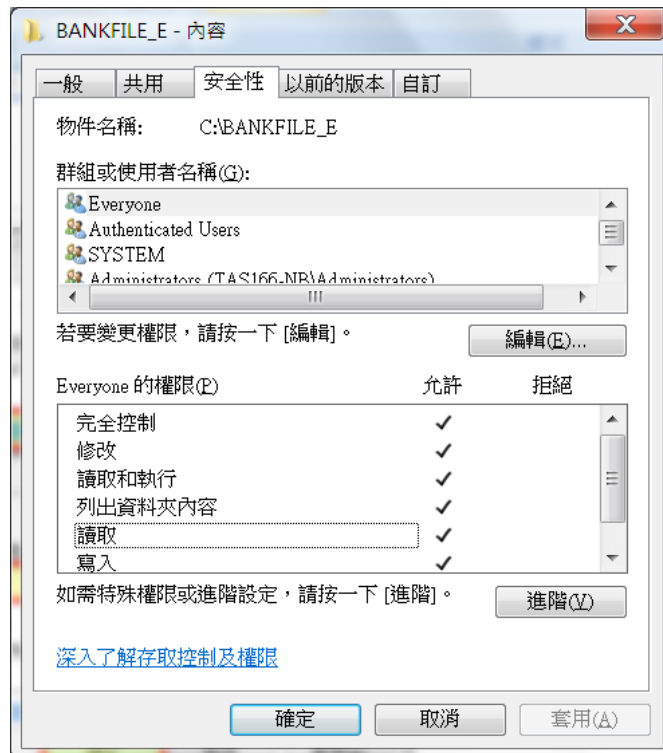 BANKFILE_E - 內容
一般 共用 安全性 以前的版本 自訂
物件名稱: C:\BANKFILE_E
群組或使用者名稱(G):
Everyone
Authenticated Users
SYSTEM
Administrators (TAS166-NB\Administrators)
若要變更權限，請按一下 [編輯]。 編輯(E)...
Everyone 的權限(P) 允許 拒絕
完全控制
修改
讀取和執行
列出資料夾內容
讀取
寫入
如需特殊權限或進階設定，請按一下 [進階]。 進階(V)
深入了解存取控制及權限
確定 取消 套用(A)